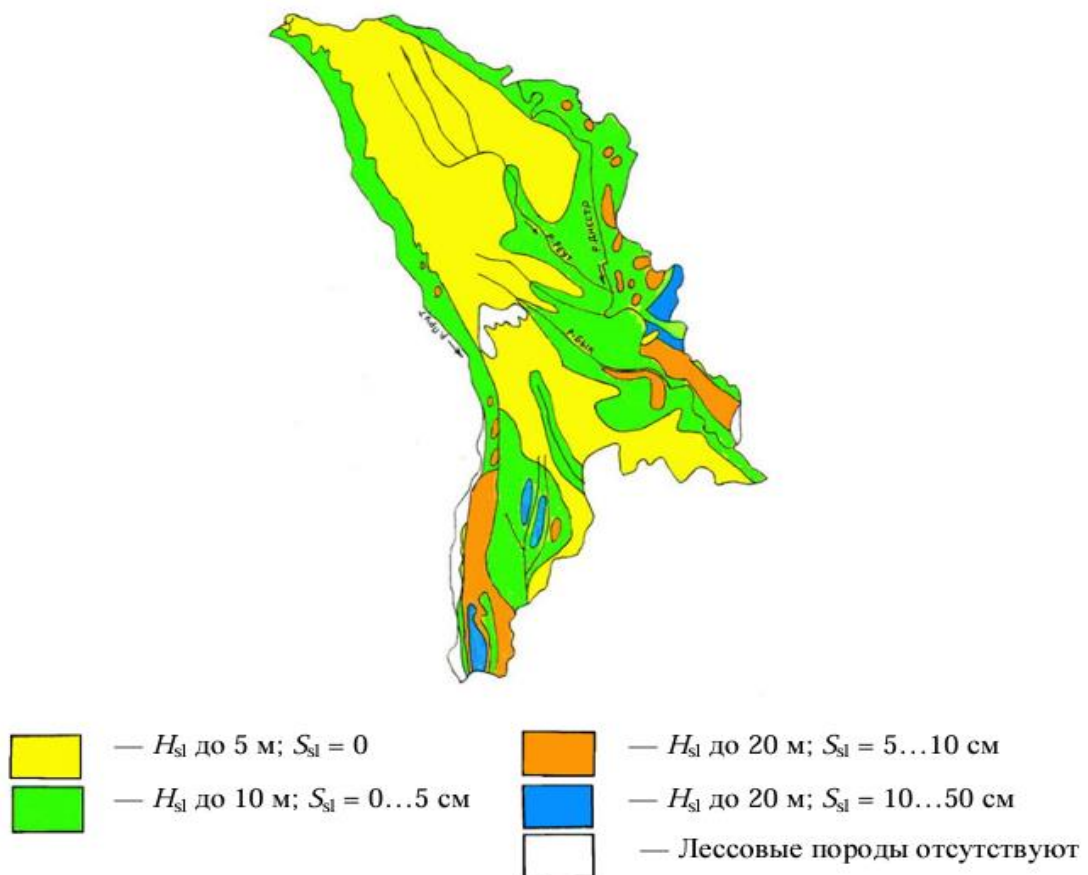 р. РЕУТ
р. ДНЕСТР
р. Прут
р. БЫК
— Hsl до 5 м; Ssl = 0
— Hsl до 10 м; Ssl = 0...5 см
— Hsl до 20 м; Ssl = 5...10 см
— Hsl до 20 м; Ssl = 10...50 см
— Лессовые породы отсутствуют